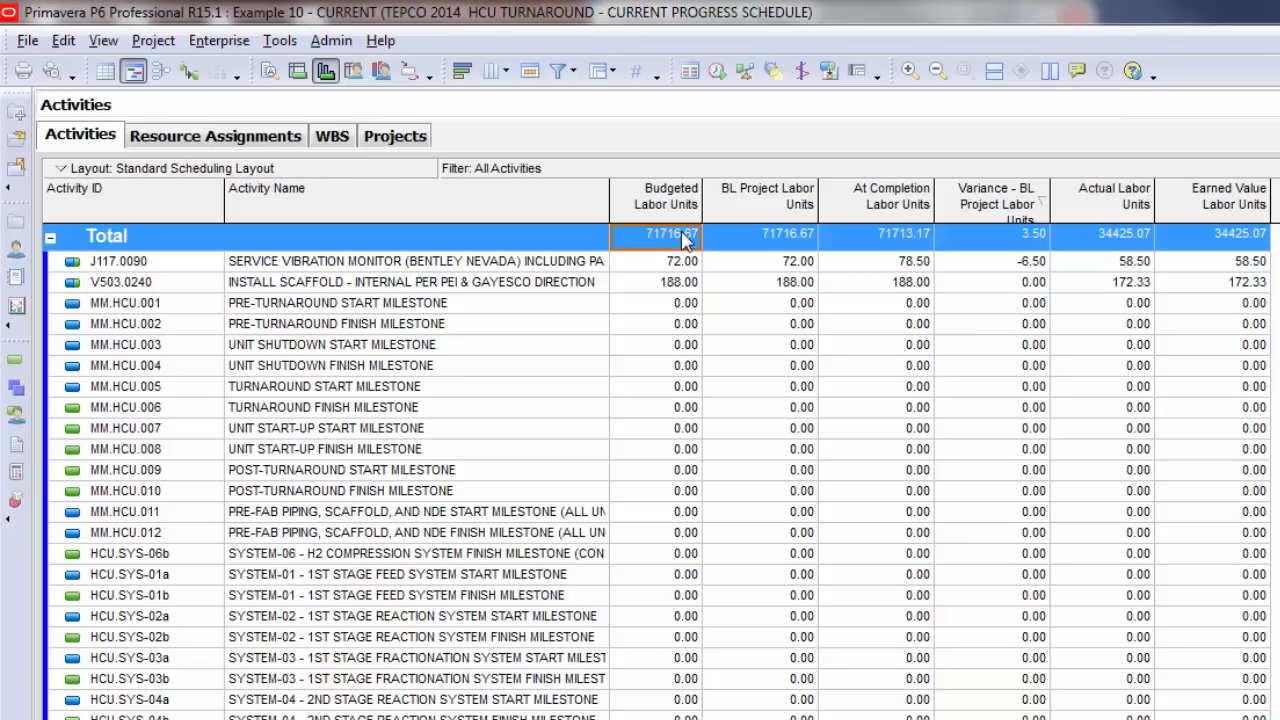 Primavera P6 Professional R15.1 : Example 10 - CURRENT (TEPCO 2014  HCU TURNAROUND - CURRENT PROGRESS SCHEDULE)
File Edit View Project Enterprise Tools Admin Help
Activities
Activities Resource Assignments WBS Projects
Layout: Standard Scheduling Layout Filter: All Activities
Activity ID Activity Name Budgeted Labor Units BL Project Labor Units At Completion Labor Units Variance - BL Project Labor Units Actual Labor Units Earned Value Labor Units
Total 71716.67 71716.67 71713.17 3.50 34425.07 34425.07
J117.0090 SERVICE VIBRATION MONITOR (BENTLEY NEVADA) INCLUDING PA 72.00 72.00 78.50 -6.50 58.50 58.50
V503.0240 INSTALL SCAFFOLD - INTERNAL PER PEI & GAYESCO DIRECTION 188.00 188.00 188.00 0.00 172.33 172.33
MM.HCU.001 PRE-TURNAROUND START MILESTONE 0.00 0.00 0.00 0.00 0.00 0.00
MM.HCU.002 PRE-TURNAROUND FINISH MILESTONE 0.00 0.00 0.00 0.00 0.00 0.00
MM.HCU.003 UNIT SHUTDOWN START MILESTONE 0.00 0.00 0.00 0.00 0.00 0.00
MM.HCU.004 UNIT SHUTDOWN FINISH MILESTONE 0.00 0.00 0.00 0.00 0.00 0.00
MM.HCU.005 TURNAROUND START MILESTONE 0.00 0.00 0.00 0.00 0.00 0.00
MM.HCU.006 TURNAROUND FINISH MILESTONE 0.00 0.00 0.00 0.00 0.00 0.00
MM.HCU.007 UNIT START-UP START MILESTONE 0.00 0.00 0.00 0.00 0.00 0.00
MM.HCU.008 UNIT START-UP FINISH MILESTONE 0.00 0.00 0.00 0.00 0.00 0.00
MM.HCU.009 POST-TURNAROUND START MILESTONE 0.00 0.00 0.00 0.00 0.00 0.00
MM.HCU.010 POST-TURNAROUND FINISH MILESTONE 0.00 0.00 0.00 0.00 0.00 0.00
MM.HCU.011 PRE-FAB PIPING, SCAFFOLD, AND NDE START MILESTONE (ALL UN 0.00 0.00 0.00 0.00 0.00 0.00
MM.HCU.012 PRE-FAB PIPING, SCAFFOLD, AND NDE FINISH MILESTONE (ALL UN 0.00 0.00 0.00 0.00 0.00 0.00
HCU.SYS-06b SYSTEM-06 - H2 COMPRESSION SYSTEM FINISH MILESTONE (CON 0.00 0.00 0.00 0.00 0.00 0.00
HCU.SYS-01a SYSTEM-01 - 1ST STAGE FEED SYSTEM START MILESTONE 0.00 0.00 0.00 0.00 0.00 0.00
HCU.SYS-01b SYSTEM-01 - 1ST STAGE FEED SYSTEM FINISH MILESTONE 0.00 0.00 0.00 0.00 0.00 0.00
HCU.SYS-02a SYSTEM-02 - 1ST STAGE REACTION SYSTEM START MILESTONE 0.00 0.00 0.00 0.00 0.00 0.00
HCU.SYS-02b SYSTEM-02 - 1ST STAGE REACTION SYSTEM FINISH MILESTONE 0.00 0.00 0.00 0.00 0.00 0.00
HCU.SYS-03a SYSTEM-03 - 1ST STAGE FRACTIONATION SYSTEM START MILEST 0.00 0.00 0.00 0.00 0.00 0.00
HCU.SYS-03b SYSTEM-03 - 1ST STAGE FRACTIONATION SYSTEM FINISH MILEST 0.00 0.00 0.00 0.00 0.00 0.00
HCU.SYS-04a SYSTEM-04 - 2ND STAGE REACTION SYSTEM START MILESTONE 0.00 0.00 0.00 0.00 0.00 0.00
HCU.SYS-04b SYSTEM-04 - 2ND STAGE REACTION SYSTEM FINISH MILESTONE 0.00 0.00 0.00 0.00 0.00 0.00